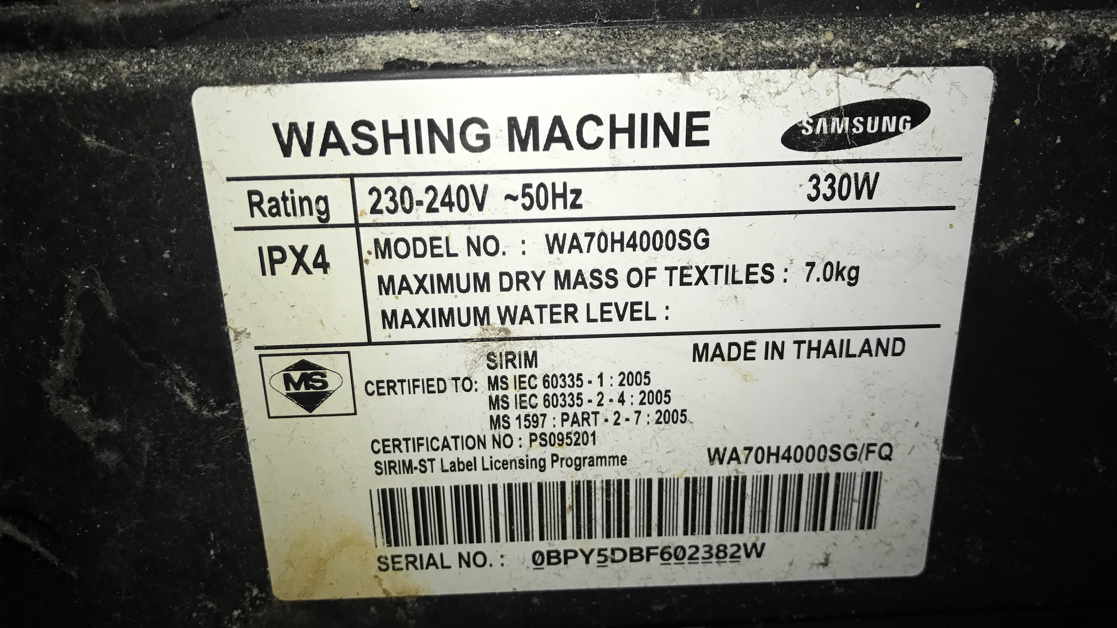 WASHING MACHINE SAMSUNG
Rating 230-240V ~50Hz 330W
IPX4 MODEL NO. : WA70H4000SG
MAXIMUM DRY MASS OF TEXTILES : 7.0kg
MAXIMUM WATER LEVEL :
MS
SIRIM MADE IN THAILAND
CERTIFIED TO: MS IEC 60335 - 1 : 2005
MS IEC 60335 - 2 - 4 : 2005
MS 1597 : PART - 2 - 7 : 2005
CERTIFICATION NO : PS095201
SIRIM-ST Label Licensing Programme WA70H4000SG/FQ
SERIAL NO. : 0BPY5DBF602382W